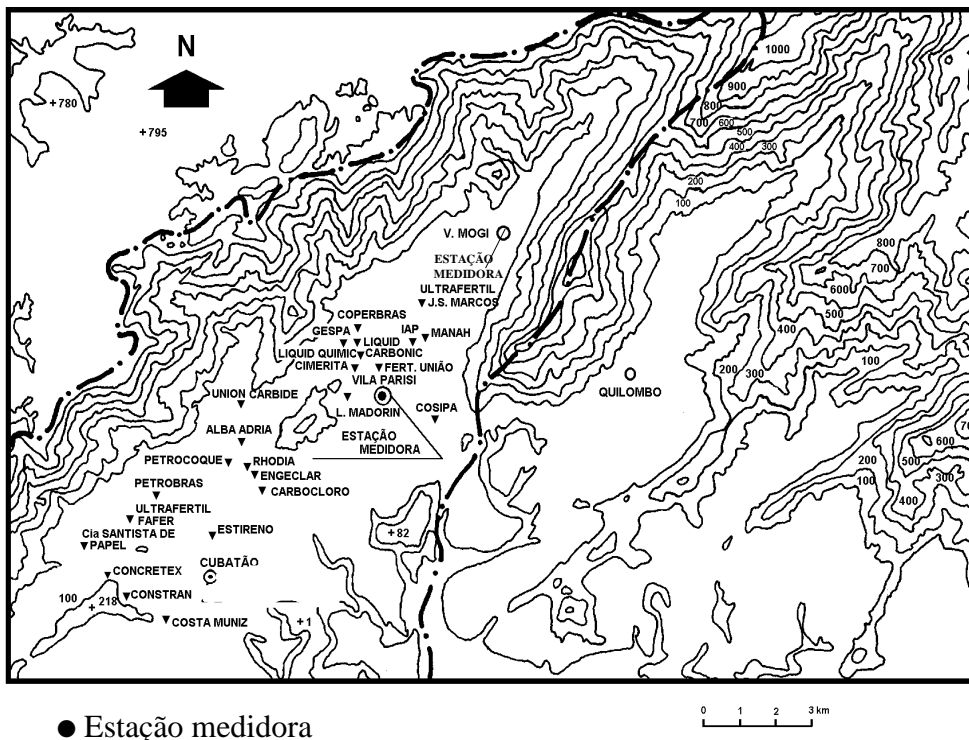 N
1000
900
800
700
600
500
400
300
200
100
+ 780
+ 795
V. MOGI
ESTAÇÃO
MEDIDORA
ULTRAFERTIL
J.S. MARCOS
COPERBRAS
GESPA
LIQUID
IAP
MANAH
LIQUID QUIMIC
CARBONIC
CIMERITA
FERT. UNIÃO
VILA PARISI
UNION CARBIDE
L. MADORIN
COSIPA
ALBA ADRIA
ESTAÇÃO
MEDIDORA
PETROCOQUE
RHODIA
ENGECLAR
CARBOCLORO
PETROBRAS
ULTRAFERTIL
FAFER
Cia SANTISTA DE
PAPEL
ESTIRENO
+ 82
CONCRETEX
CUBATÃO
100
+ 218
CONSTRAN
COSTA MUNIZ
+ 1
QUILOMBO
800
700
600
500
400
100
200
300
200
100
600
500
300
400
0 1 2 3 km
● Estação medidora